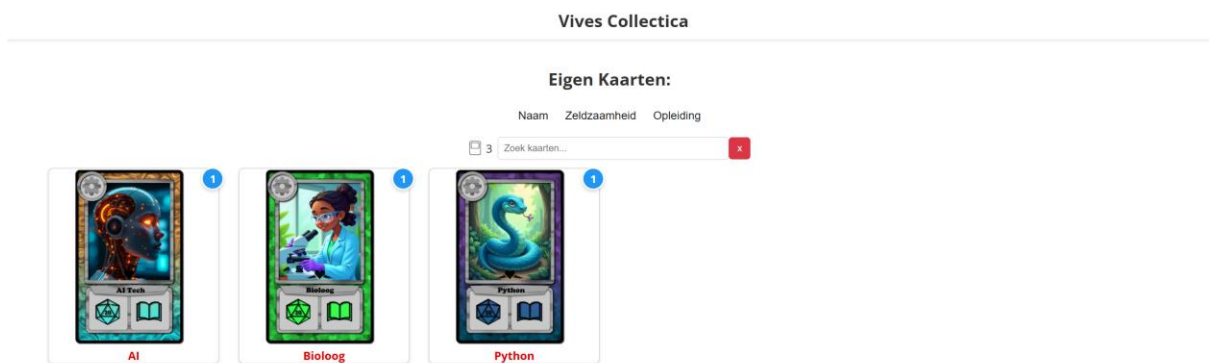 Vives Collectica
Eigen Kaarten:
Naam Zeldzaamheid Opleiding
3 Zoek kaarten... x
1 1 1
AI Tech Bioloog Python
AI Bioloog Python